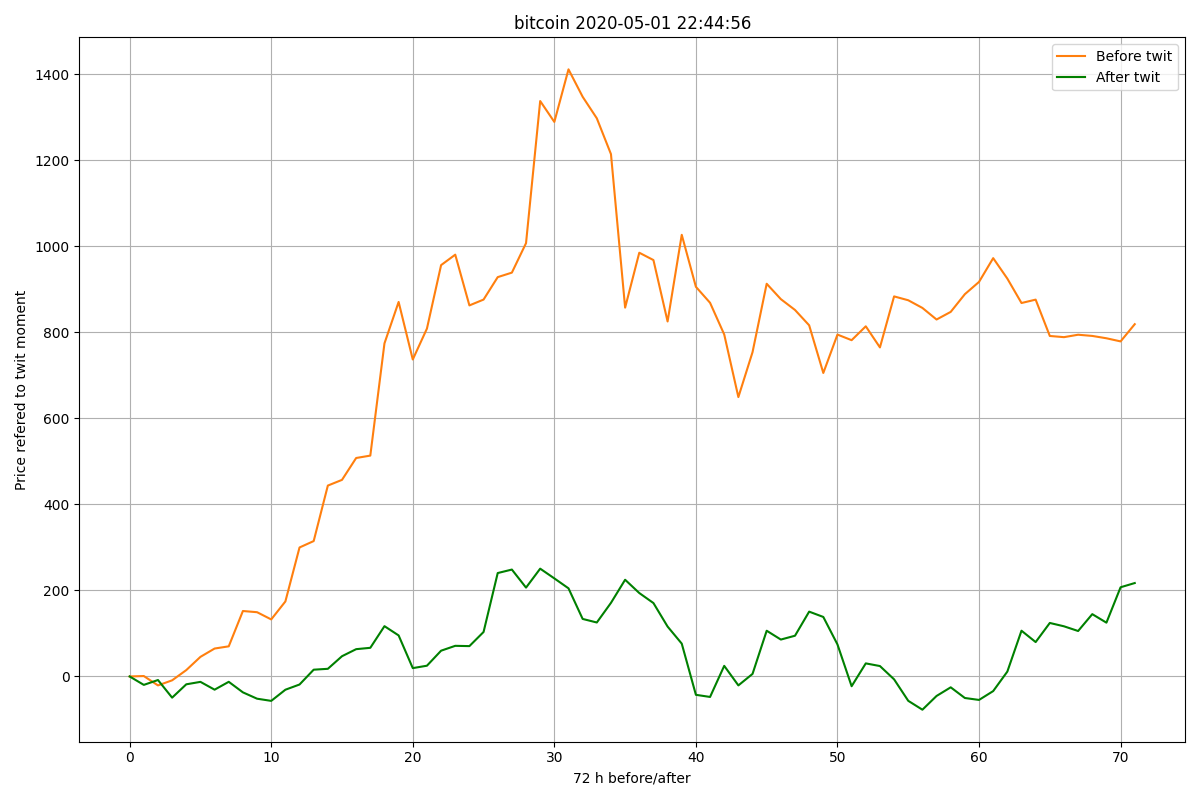 bitcoin 2020-05-01 22:44:56
Before twit
After twit
Price refered to twit moment
1400
1200
1000
800
600
400
200
0
0 10 20 30 40 50 60 70
72 h before/after